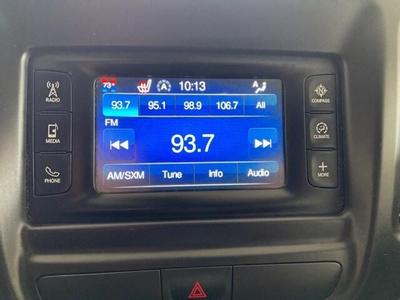 73° 10:13 A
93.7 95.1 98.9 106.7 All
FM
93.7
AM/SXM Tune Info Audio
RADIO
MEDIA
PHONE
COMPASS
CLIMATE
+
MORE